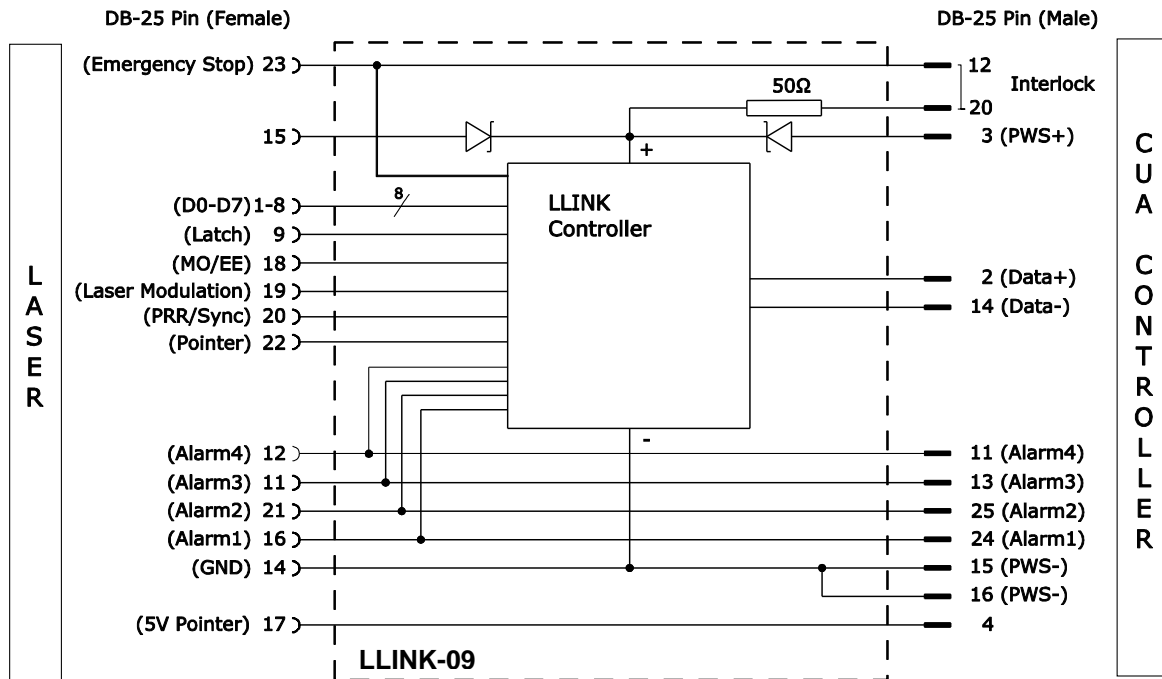 DB-25 Pin (Female)
DB-25 Pin (Male)
(Emergency Stop) 23
12
Interlock
50Ω
20
15
3 (PWS+)
+
8
LLINK
Controller
(D0-D7)1-8
(Latch) 9
(MO/EE) 18
2 (Data+)
(Laser Modulation) 19
14 (Data-)
(PRR/Sync) 20
(Pointer) 22
-
(Alarm4) 12
11 (Alarm4)
(Alarm3) 11
13 (Alarm3)
(Alarm2) 21
25 (Alarm2)
(Alarm1) 16
24 (Alarm1)
(GND) 14
15 (PWS-)
16 (PWS-)
(5V Pointer) 17
4
LLINK-09
LASER
CUA CONTROLLER